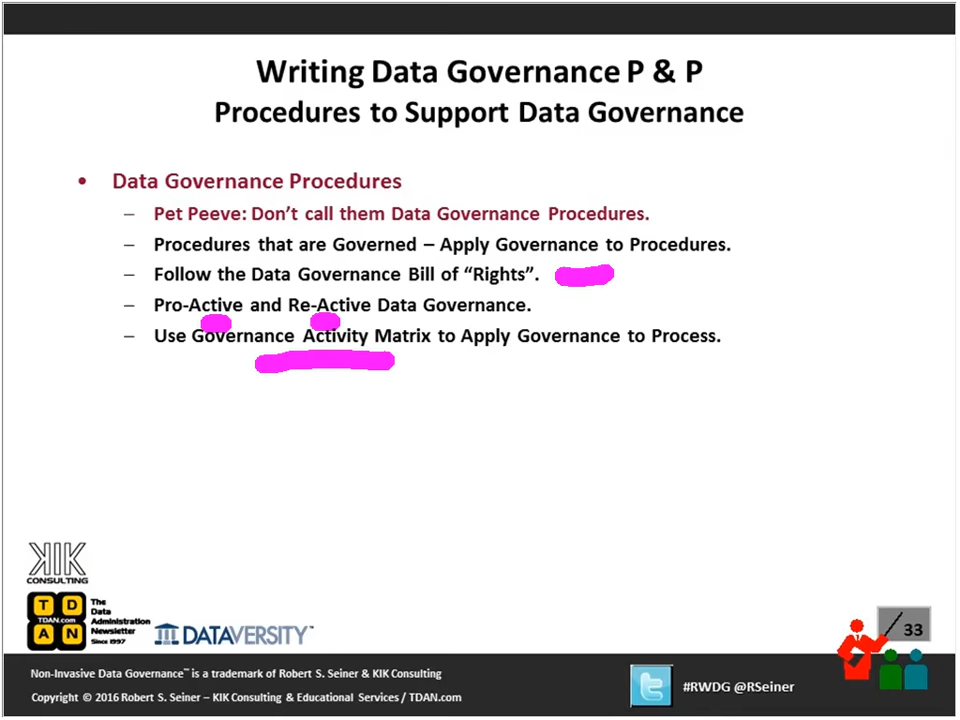 Writing Data Governance P & P
Procedures to Support Data Governance
• Data Governance Procedures
– Pet Peeve: Don't call them Data Governance Procedures.
– Procedures that are Governed – Apply Governance to Procedures.
– Follow the Data Governance Bill of “Rights”.
– Pro-Active and Re-Active Data Governance.
– Use Governance Activity Matrix to Apply Governance to Process.
KIK
CONSULTING
T D
TDAN.com
A N
The
Data
Administration
Newsletter
Since 1997
DATAVERSITY™
/ 33
Non-Invasive Data Governance™ is a trademark of Robert S. Seiner & KIK Consulting
Copyright © 2016 Robert S. Seiner – KIK Consulting & Educational Services / TDAN.com
#RWDG @RSeiner